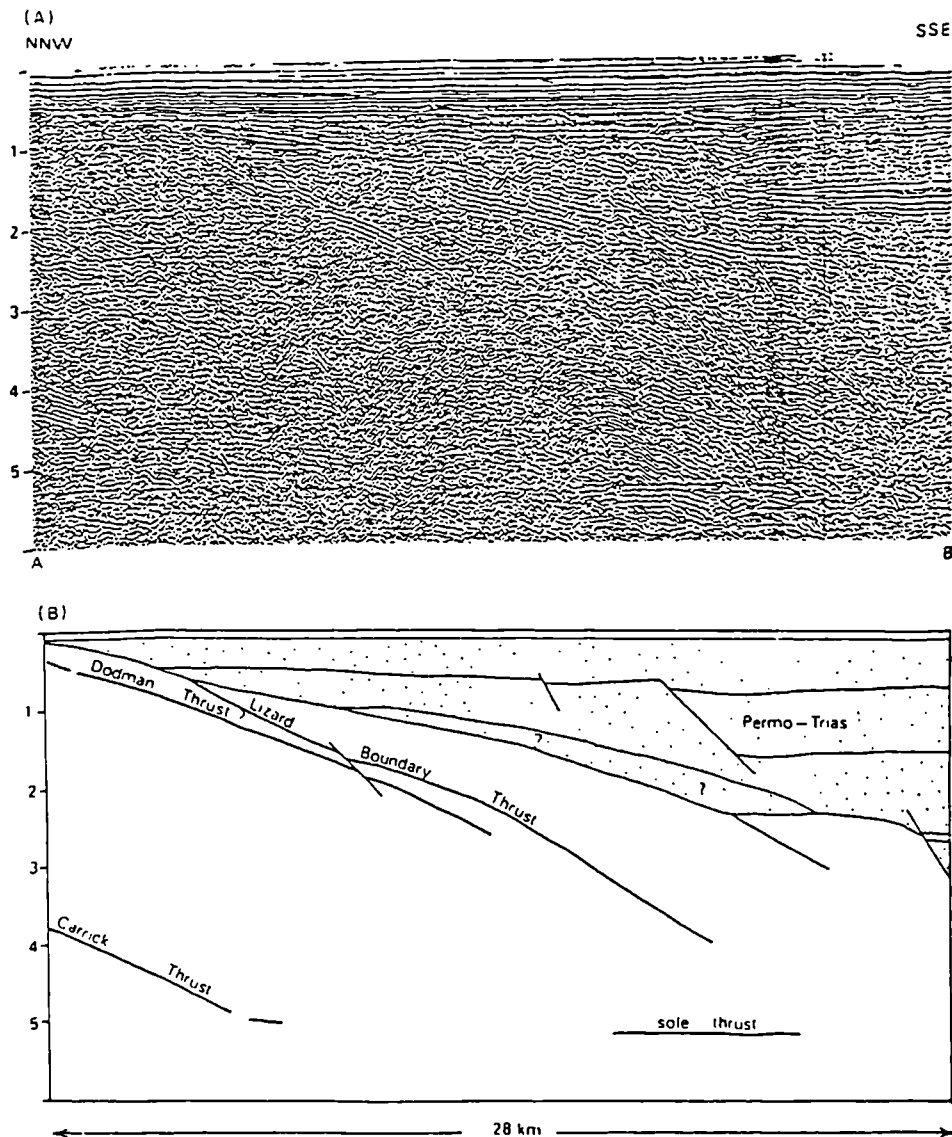 (A)
NNW
SSE
1
2
3
4
5
A
B
(B)
Dodman
Thrust ?
Lizard
Boundary
Thrust
?
?
Permo – Trias
1
2
3
4
5
Carrick
Thrust
sole thrust
28 km